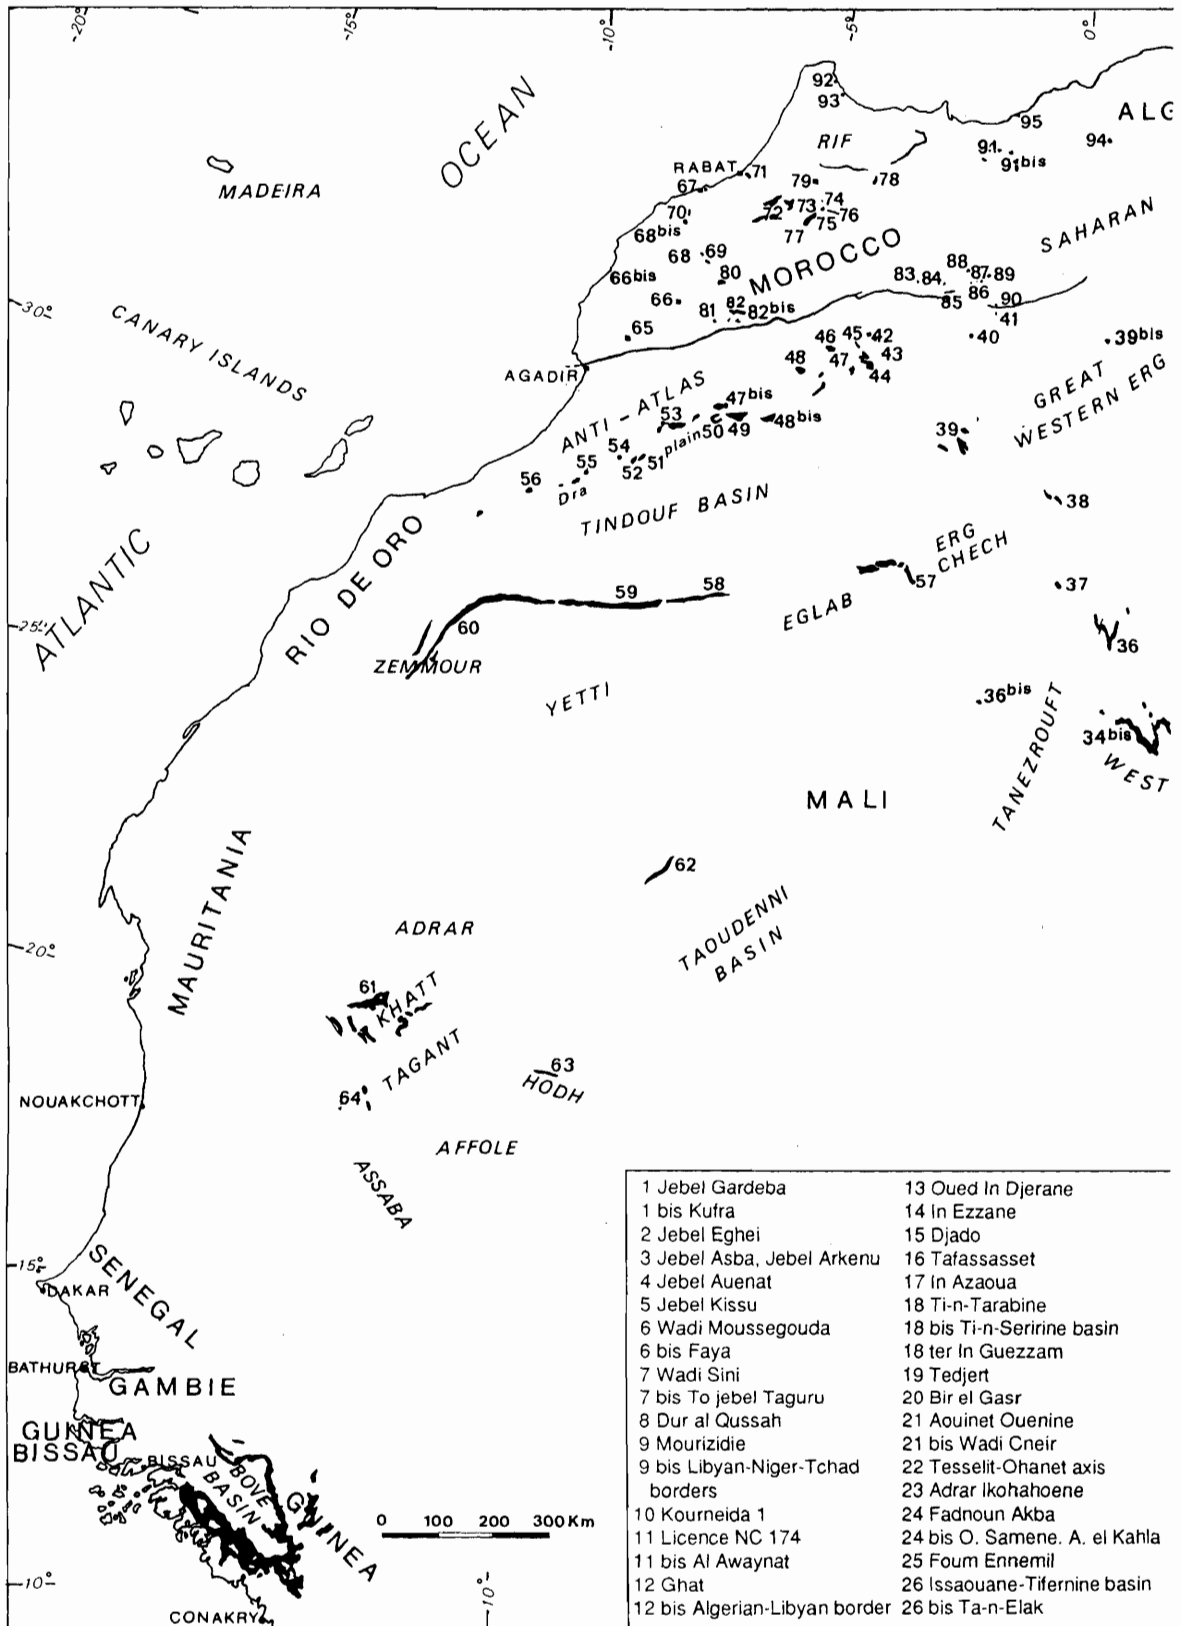 -20°
-15°
-10°
-5°
0°
OCEAN
92
93
95
ALG
RIF
94
91
91bis
MADEIRA
RABAT
71
67
79
78
70
72
73
74
75
76
77
68bis
SAHARAN
68
69
MOROCCO
66bis
80
88
87
89
83
84
86
85
90
-30°
66
81
82
82bis
41
CANARY ISLANDS
65
46
45
42
40
39bis
AGADIR
48
47
43
44
GREAT
WESTERN ERG
ANTI-ATLAS
47bis
53
plain
50
49
48bis
39
54
55
52
51
56
Dra
TINDOUF BASIN
38
ATLANTIC
RIO DE ORO
ERG
CHECH
57
37
59
58
EGLAB
-25°
60
36
ZEMMOUR
YETTI
36bis
TANEZROUFT
34bis
WEST
MALI
MAURITANIA
62
ADRAR
TAOUDENNI
BASIN
-20°
61
KHATT
TAGANT
63
HODH
64
NOUAKCHOTT
AFFOLE
ASSABA
-15°
SENEGAL
DAKAR
BATHURST
GAMBIE
GUINEA
BISSAU
BISSAU
BOVE
BASIN
GUINEA
0 100 200 300 Km
-10°
-10°
CONAKRY
1 Jebel Gardeba
1 bis Kufra
2 Jebel Eghei
3 Jebel Asba, Jebel Arkenu
4 Jebel Auenat
5 Jebel Kissu
6 Wadi Moussegouda
6 bis Faya
7 Wadi Sini
7 bis To jebel Taguru
8 Dur al Qussah
9 Mourizidie
9 bis Libyan-Niger-Tchad
borders
10 Kourneida 1
11 Licence NC 174
11 bis Al Awaynat
12 Ghat
12 bis Algerian-Libyan border
13 Oued In Djerane
14 In Ezzane
15 Djado
16 Tafassasset
17 In Azaoua
18 Ti-n-Tarabine
18 bis Ti-n-Seririne basin
18 ter In Guezzam
19 Tedjert
20 Bir el Gasr
21 Aouinet Ouenine
21 bis Wadi Cneir
22 Tesselit-Ohanet axis
23 Adrar Ikohahoene
24 Fadnoun Akba
24 bis O. Samene. A. el Kahla
25 Foum Ennemil
26 Issaouane-Tifernine basin
26 bis Ta-n-Elak